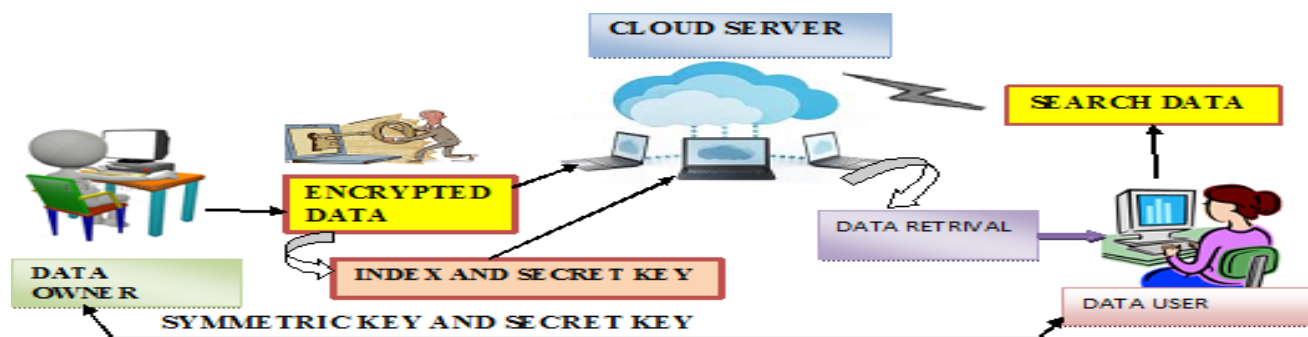 CLOUD SERVER
SEARCH DATA
ENCRYPTED
DATA
DATA RETRIVAL
INDEX AND SECRET KEY
DATA
OWNER
DATA USER
SYMMETRIC KEY AND SECRET KEY